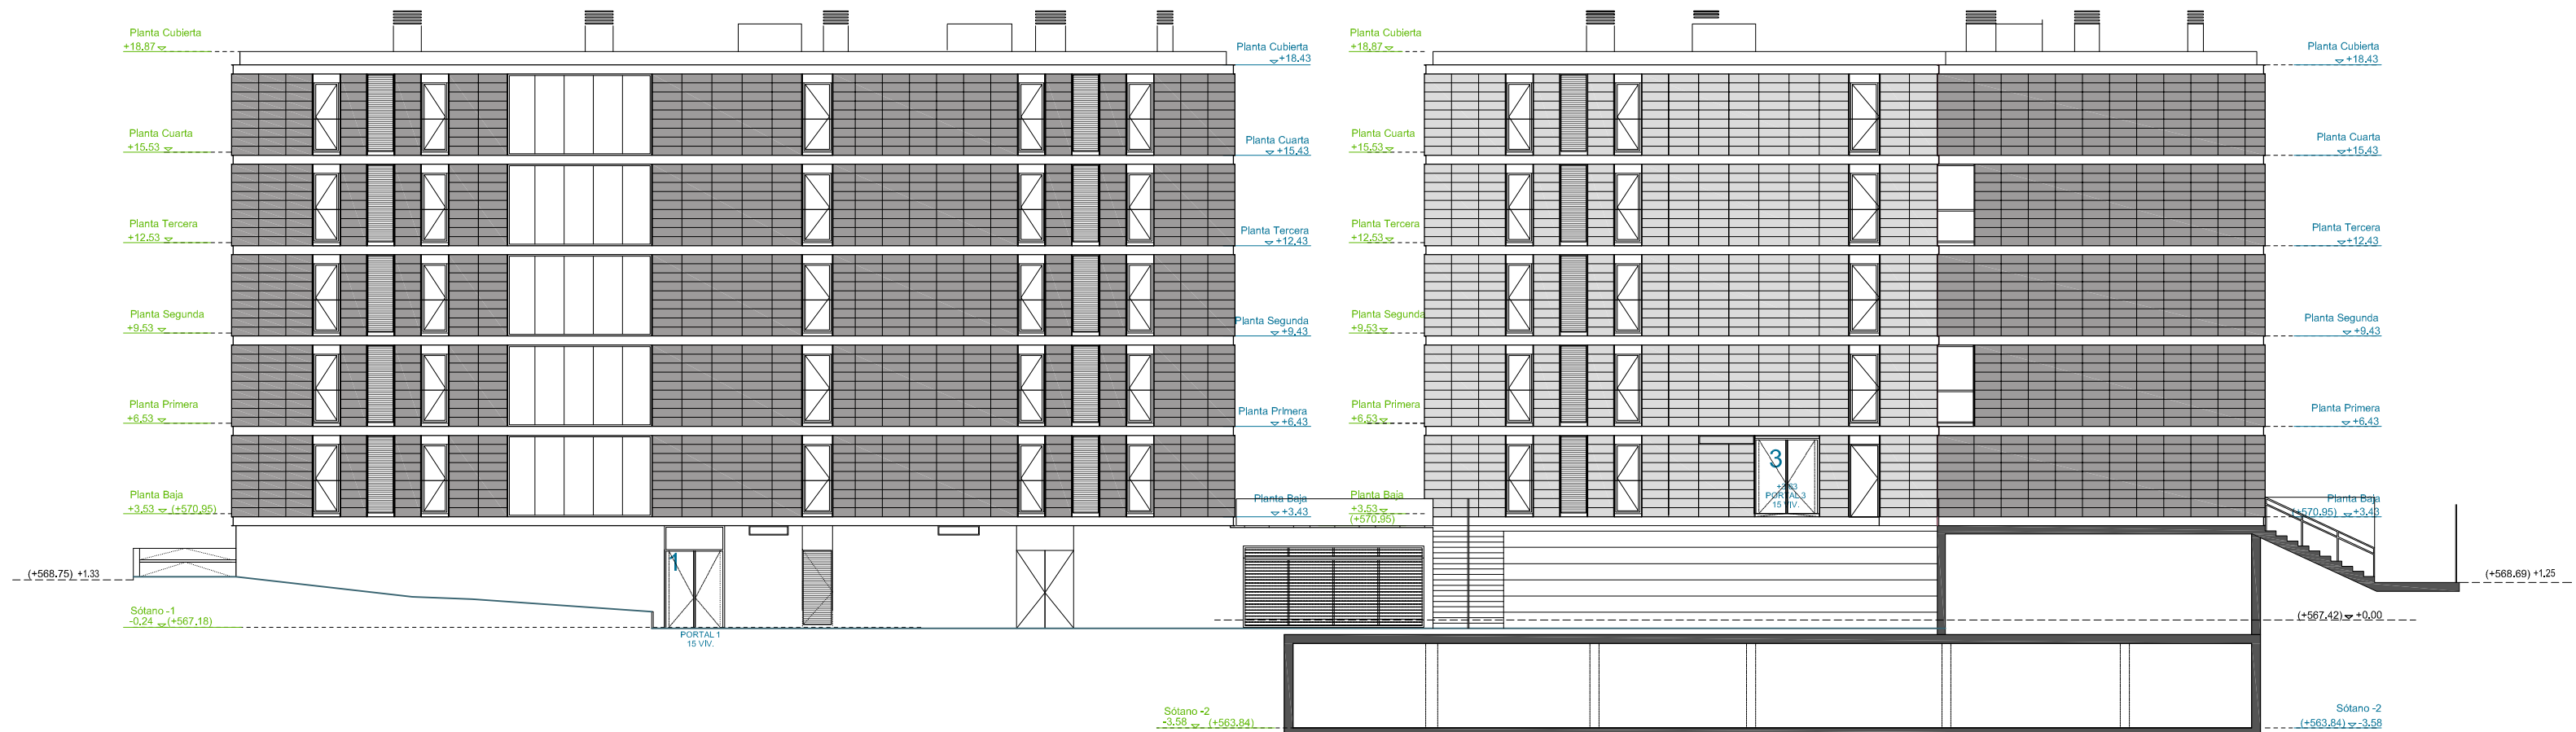 Planta Cubierta
+18.87
Planta Cuarta
+15.53
Planta Tercera
+12.53
Planta Segunda
+9.53
Planta Primera
+6.53
Planta Baja
+3.53 (+570.95)
(+568.75) +1.33
Sótano -1
-0.24 (+567.18)
1
PORTAL 1
15 VIV.
Planta Cubierta
+18.43
Planta Cuarta
+15.43
Planta Tercera
+12.43
Planta Segunda
+9.43
Planta Primera
+6.43
Planta Baja
+3.43
Planta Cubierta
+18.87
Planta Cuarta
+15.53
Planta Tercera
+12.53
Planta Segunda
+9.53
Planta Primera
+6.53
Planta Baja
+3.53
(+570.95)
Sótano -2
-3.58 (+563.84)
3
PORTAL 3
15 VIV.
Planta Cubierta
+18.43
Planta Cuarta
+15.43
Planta Tercera
+12.43
Planta Segunda
+9.43
Planta Primera
+6.43
Planta Baja
(+570.95) +3.43
(+568.69) +1.25
(+567.42) +0.00
Sótano -2
(+563.84) -3.58